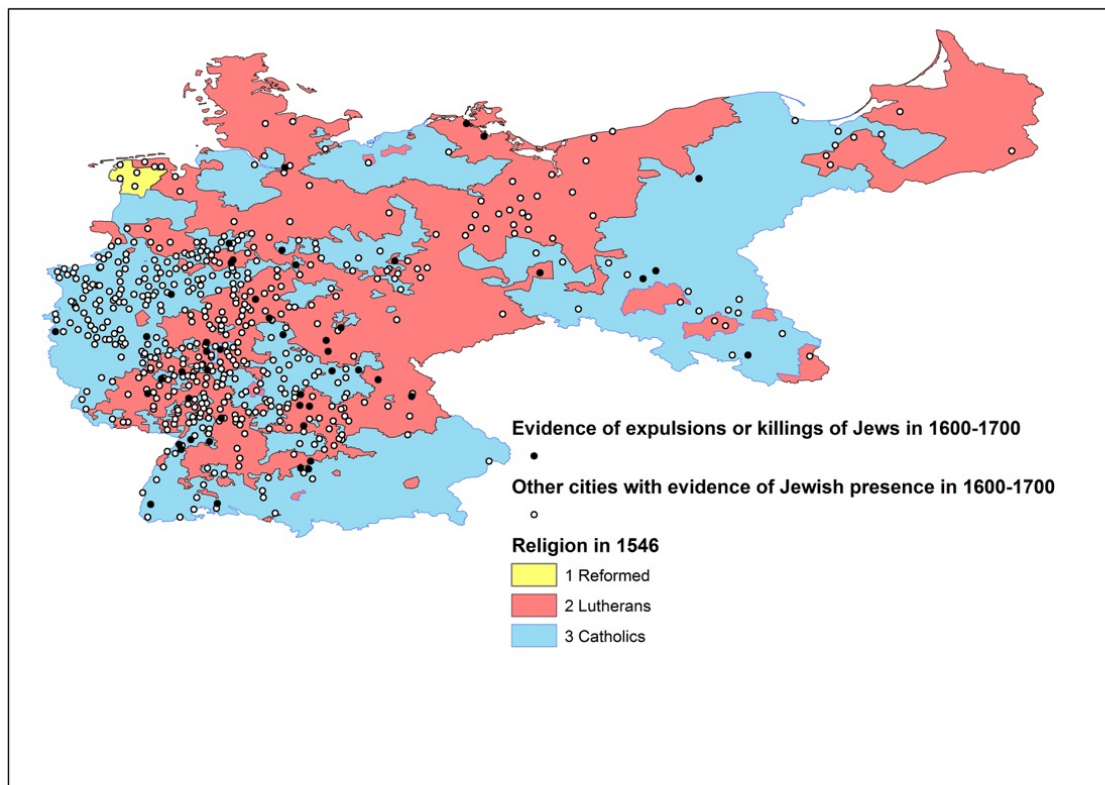 Evidence of expulsions or killings of Jews in 1600-1700
Other cities with evidence of Jewish presence in 1600-1700
Religion in 1546
1 Reformed
2 Lutherans
3 Catholics